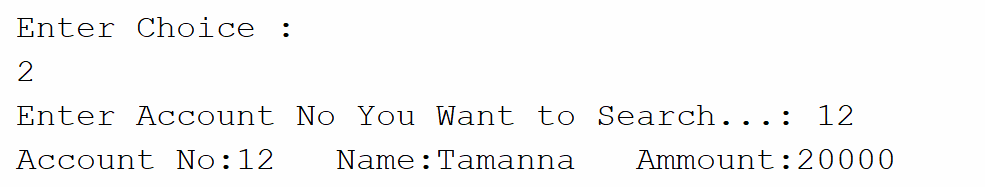 Enter Choice :
2
Enter Account No You Want to Search...: 12
Account No:12   Name:Tamanna   Ammount:20000